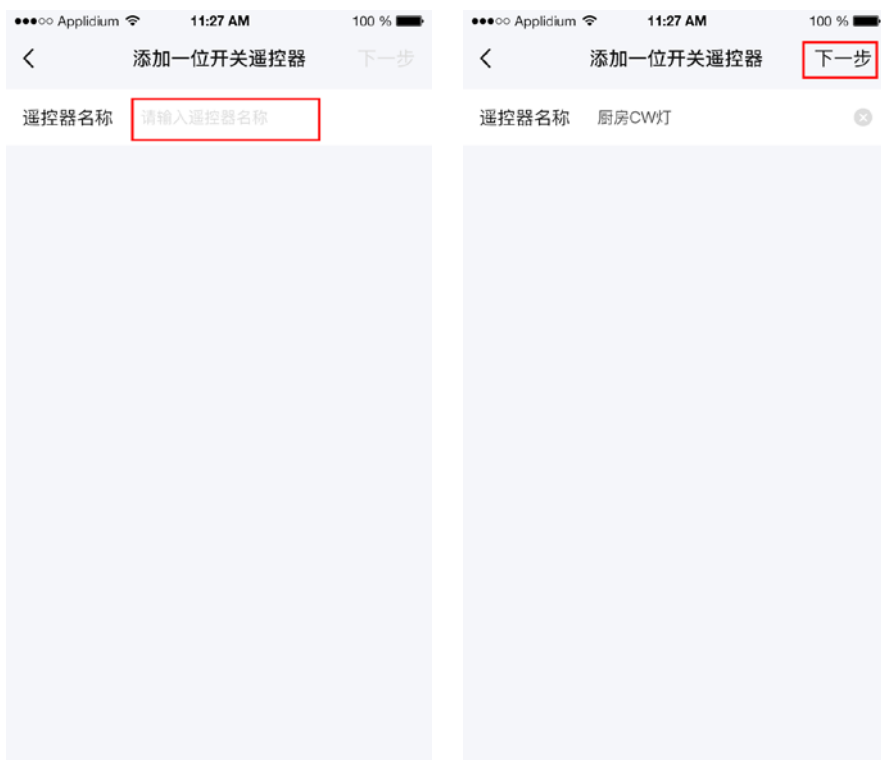 Applidium 11:27 AM 100 %
添加一位开关遥控器 下一步
遥控器名称 请输入遥控器名称
Applidium 11:27 AM 100 %
添加一位开关遥控器 下一步
遥控器名称 厨房CW灯